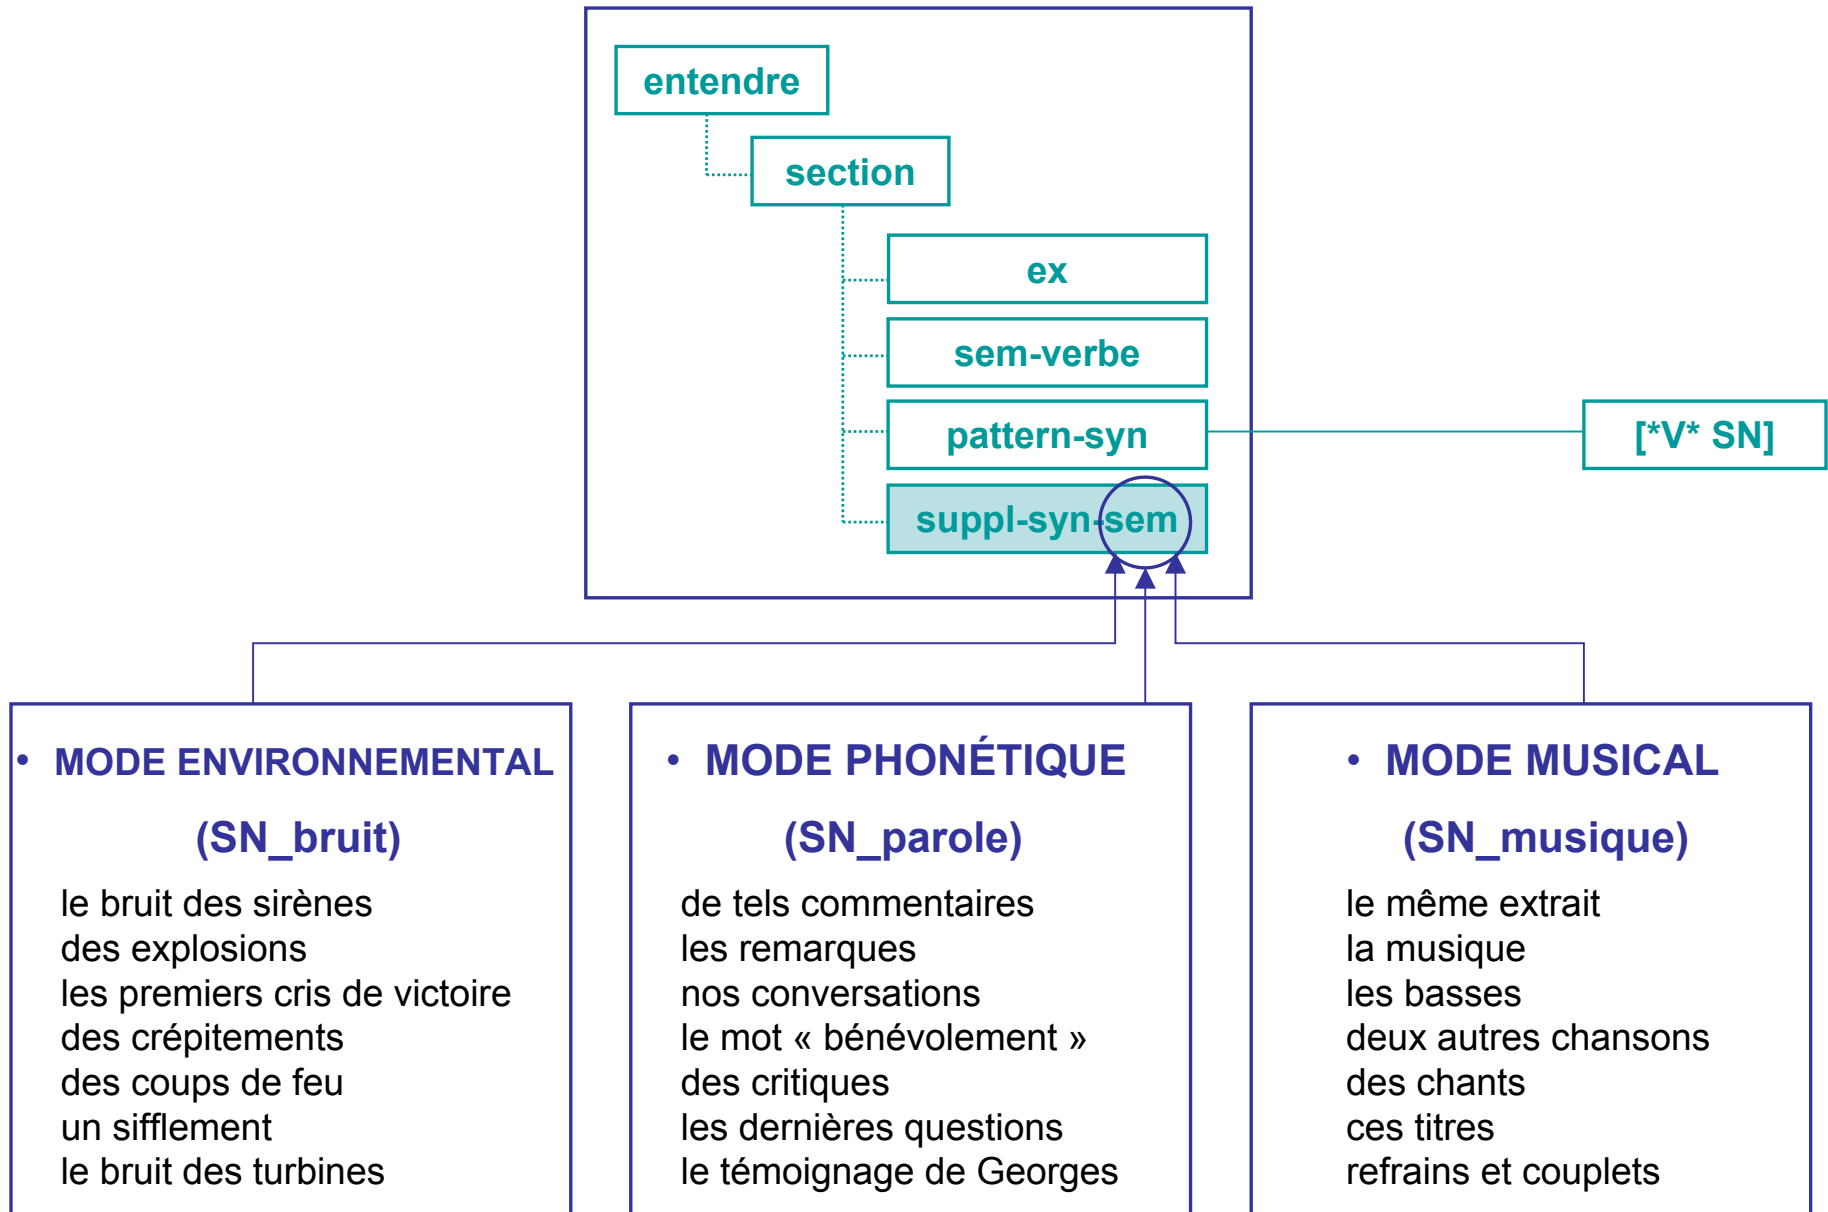 entendre
section
ex
sem-verbe
pattern-syn
[*V* SN]
suppl-syn-sem
• MODE ENVIRONNEMENTAL
(SN_bruit)
le bruit des sirènes
des explosions
les premiers cris de victoire
des crépitements
des coups de feu
un sifflement
le bruit des turbines
• MODE PHONÉTIQUE
(SN_parole)
de tels commentaires
les remarques
nos conversations
le mot « bénévolement »
des critiques
les dernières questions
le témoignage de Georges
• MODE MUSICAL
(SN_musique)
le même extrait
la musique
les basses
deux autres chansons
des chants
ces titres
refrains et couplets